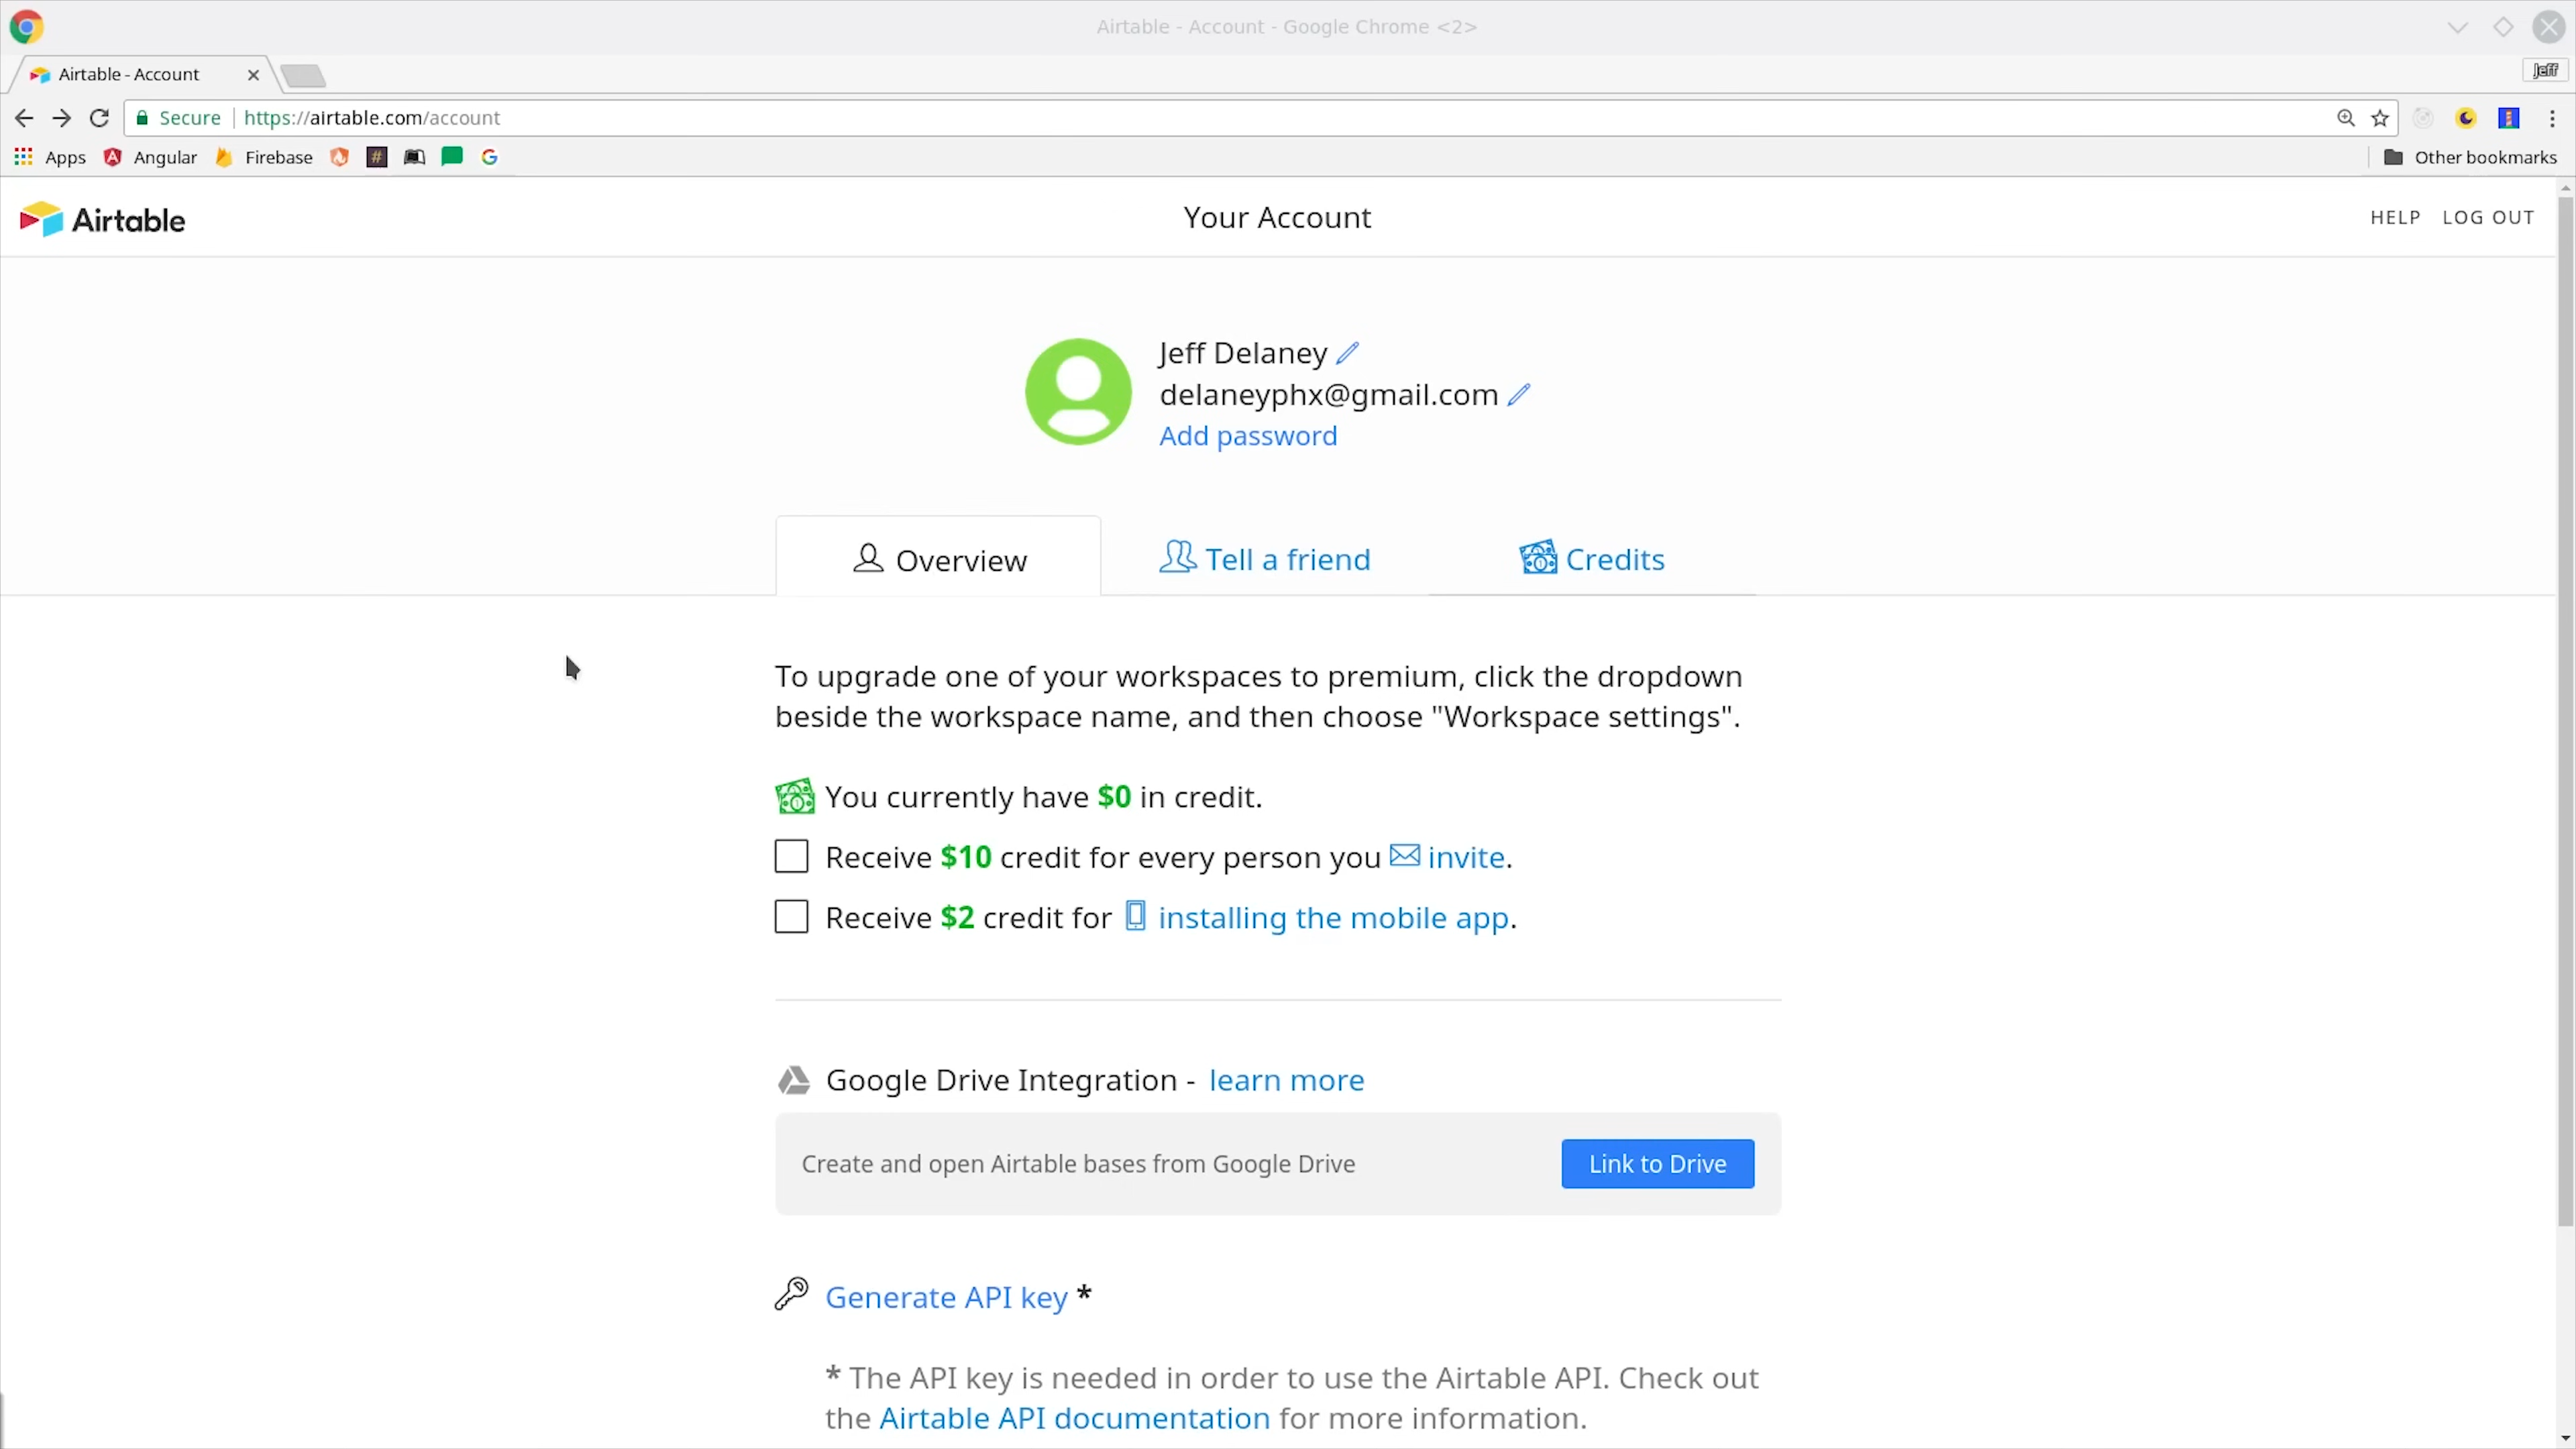 Airtable - Account - Google Chrome <2>
Airtable - Account
Jeff
Secure https://airtable.com/account
Apps Angular Firebase Other bookmarks
Airtable Your Account HELP LOG OUT
Jeff Delaney
delaneyphx@gmail.com
Add password
Overview Tell a friend Credits
To upgrade one of your workspaces to premium, click the dropdown
beside the workspace name, and then choose "Workspace settings".
You currently have $0 in credit.
Receive $10 credit for every person you invite.
Receive $2 credit for installing the mobile app.
Google Drive Integration - learn more
Create and open Airtable bases from Google Drive Link to Drive
Generate API key *
* The API key is needed in order to use the Airtable API. Check out
the Airtable API documentation for more information.